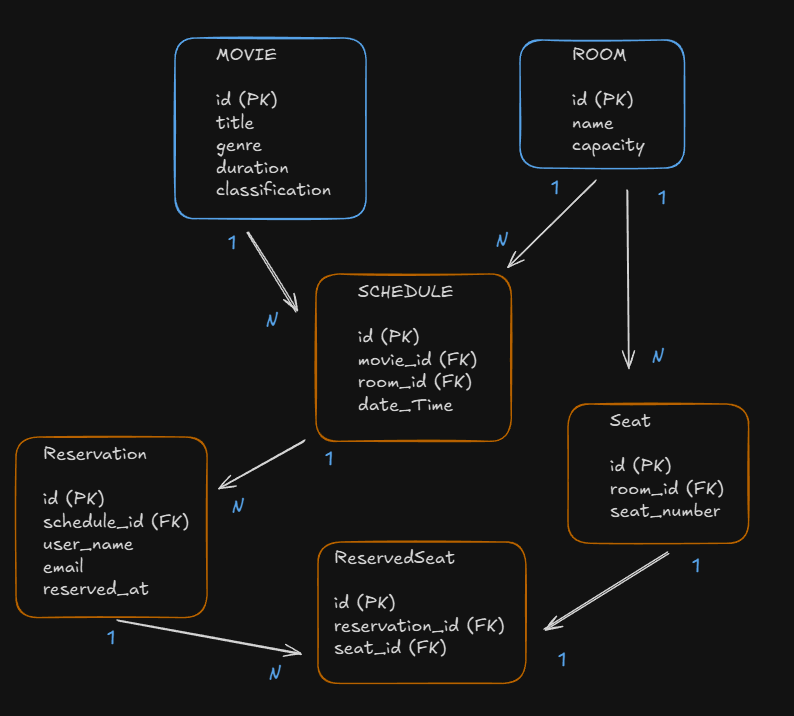 MOVIE
id (PK)
title
genre
duration
classification
ROOM
id (PK)
name
capacity
1
1
1
N
N
N
SCHEDULE
id (PK)
movie_id (FK)
room_id (FK)
date_Time
Seat
id (PK)
room_id (FK)
seat_number
Reservation
id (PK)
schedule_id (FK)
user_name
email
reserved_at
1
N
ReservedSeat
id (PK)
reservation_id (FK)
seat_id (FK)
1
1
1
N